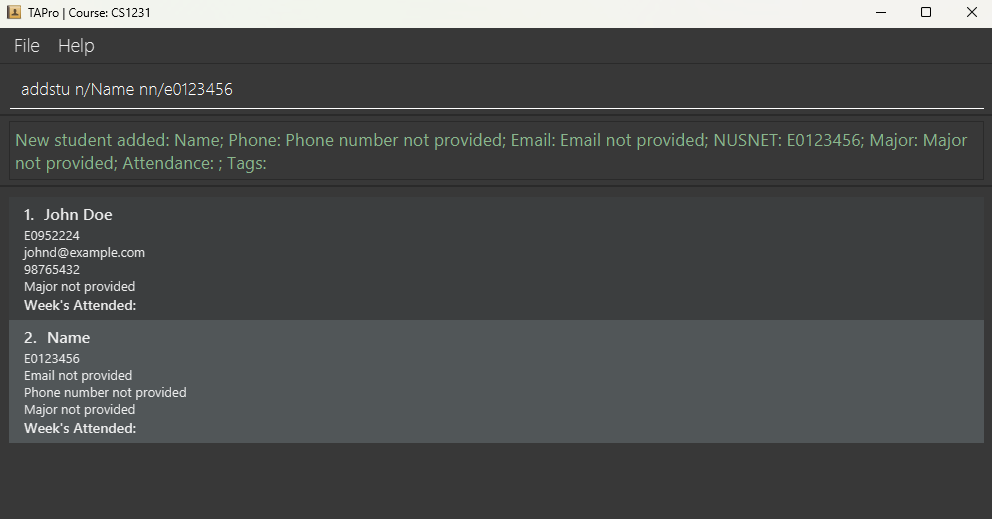 TAPro | Course: CS1231
File Help
addstu n/Name nn/e0123456
New student added: Name; Phone: Phone number not provided; Email: Email not provided; NUSNET: E0123456; Major: Major
not provided; Attendance: ; Tags:
1. John Doe
E0952224
johnd@example.com
98765432
Major not provided
Week's Attended:
2. Name
E0123456
Email not provided
Phone number not provided
Major not provided
Week's Attended: